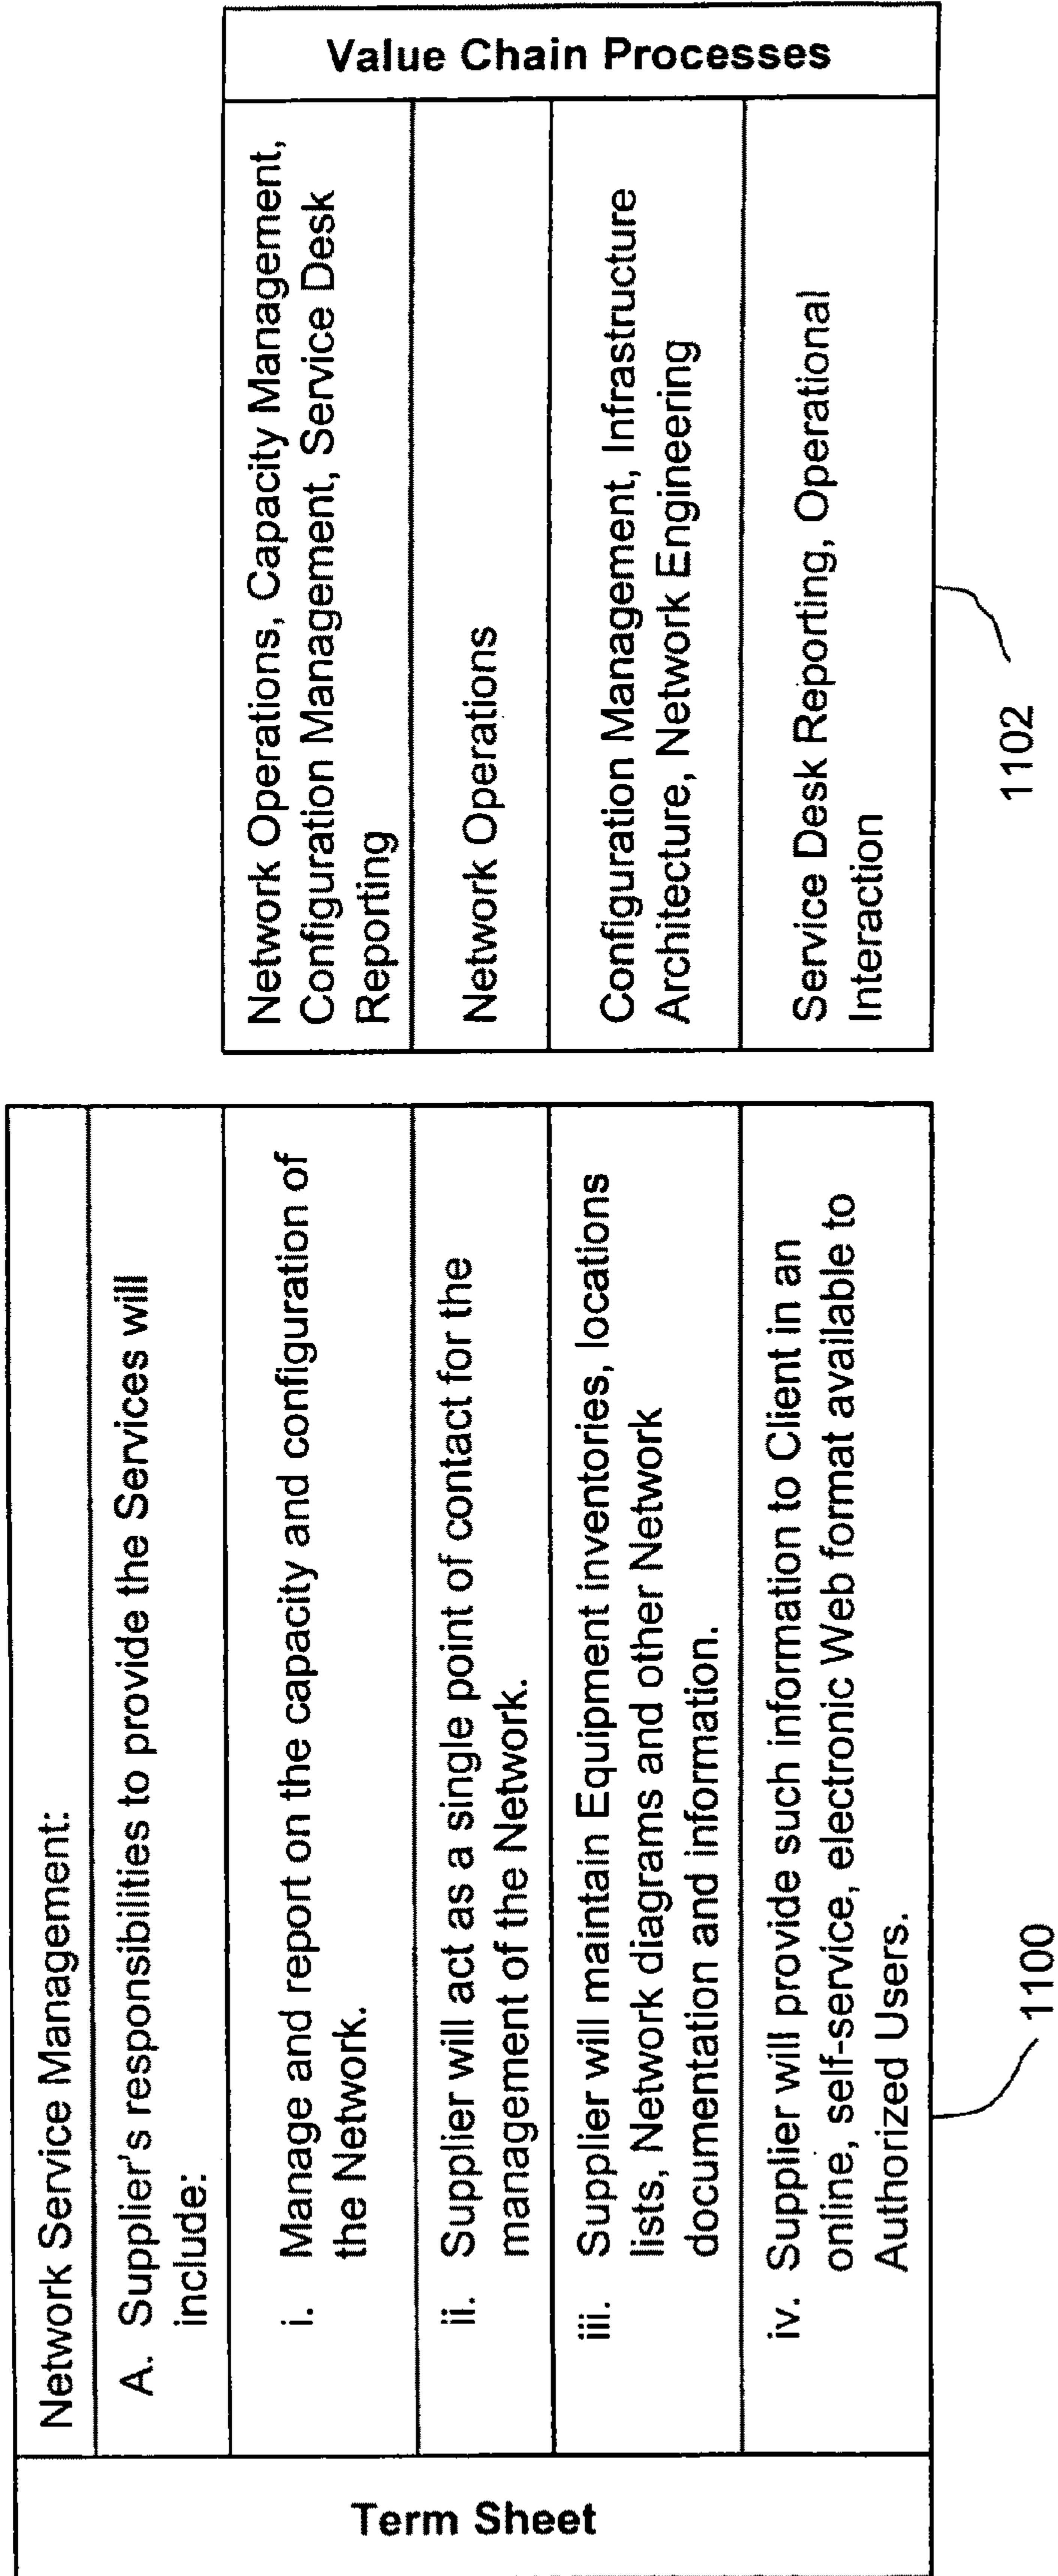 Term Sheet
Network Service Management:
A. Supplier's responsibilities to provide the Services will
include:
i. Manage and report on the capacity and configuration of
the Network.
ii. Supplier will act as a single point of contact for the
management of the Network.
iii. Supplier will maintain Equipment inventories, locations
lists, Network diagrams and other Network
documentation and information.
iv. Supplier will provide such information to Client in an
online, self-service, electronic Web format available to
Authorized Users.
1100
Value Chain Processes
Network Operations, Capacity Management,
Configuration Management, Service Desk
Reporting
Network Operations
Configuration Management, Infrastructure
Architecture, Network Engineering
Service Desk Reporting, Operational
Interaction
1102